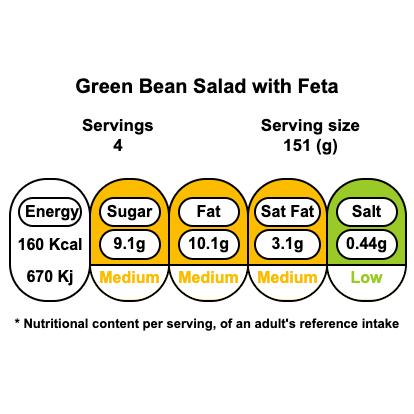 Green Bean Salad with Feta
Servings
4
Serving size
151 (g)
Energy
160 Kcal
670 Kj
Sugar
9.1g
Medium
Fat
10.1g
Medium
Sat Fat
3.1g
Medium
Salt
0.44g
Low
* Nutritional content per serving, of an adult's reference intake